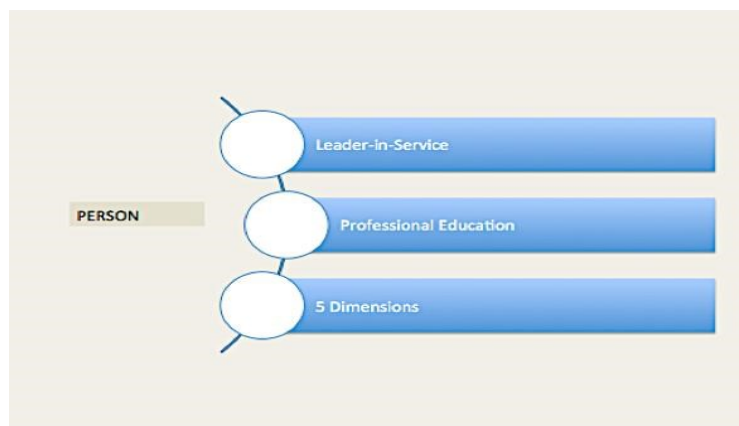 Leader-in-Service
PERSON
Professional Education
5 Dimensions